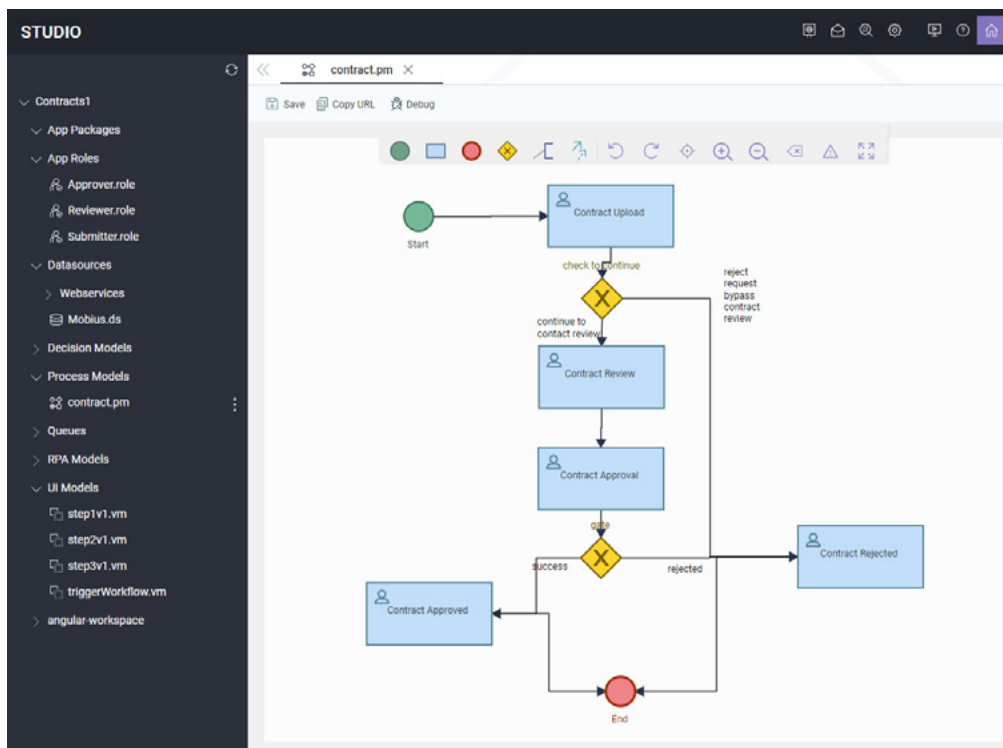 STUDIO
contract.pm
Save Copy URL Debug
Contracts1
App Packages
App Roles
Approver.role
Reviewer.role
Submitter.role
Datasources
Webservices
Mobius.ds
Decision Models
Process Models
contract.pm
Queues
RPA Models
UI Models
step1v1.vm
step2v1.vm
step3v1.vm
triggerWorkflow.vm
angular-workspace
Start
Contract Upload
check to continue
reject
request
bypass
contract
review
continue to
contact review
Contract Review
Contract Approval
gate
success
rejected
Contract Rejected
Contract Approved
End